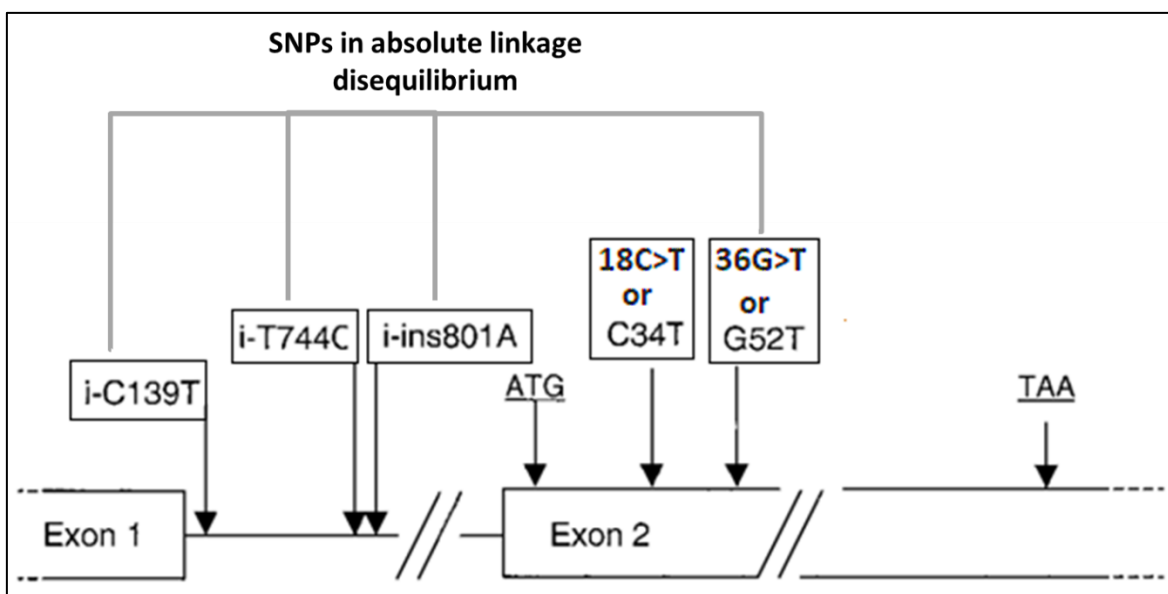 SNPs in absolute linkage
disequilibrium
18C>T
or
C34T
36G>T
or
G52T
i-T744C
i-ins801A
i-C139T
ATG
TAA
Exon 1
Exon 2